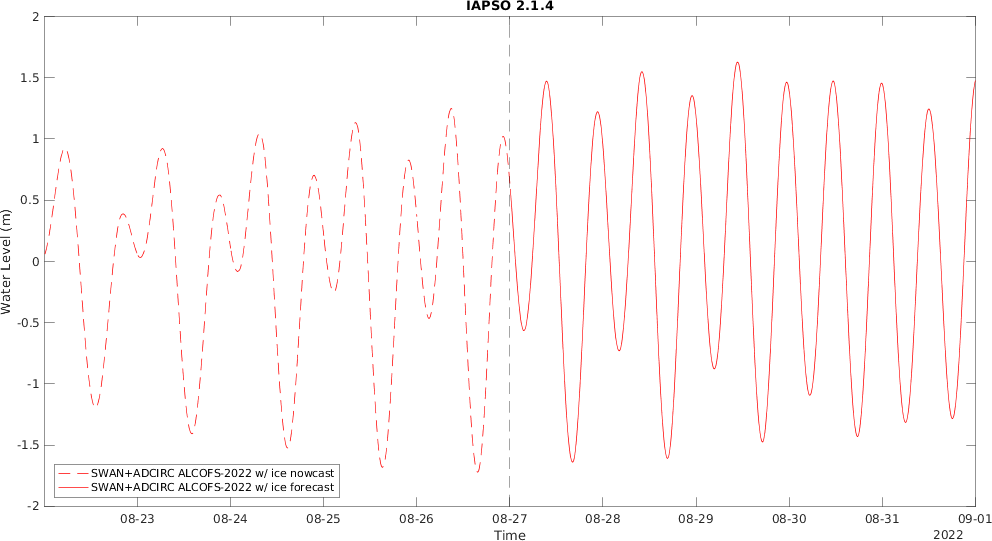 IAPSO 2.1.4
2
1.5
1
0.5
0
-0.5
-1
-1.5
-2
Water Level (m)
SWAN+ADCIRC ALCOFS-2022 w/ ice nowcast
SWAN+ADCIRC ALCOFS-2022 w/ ice forecast
08-23 08-24 08-25 08-26 08-27 08-28 08-29 08-30 08-31 09-01
Time
2022